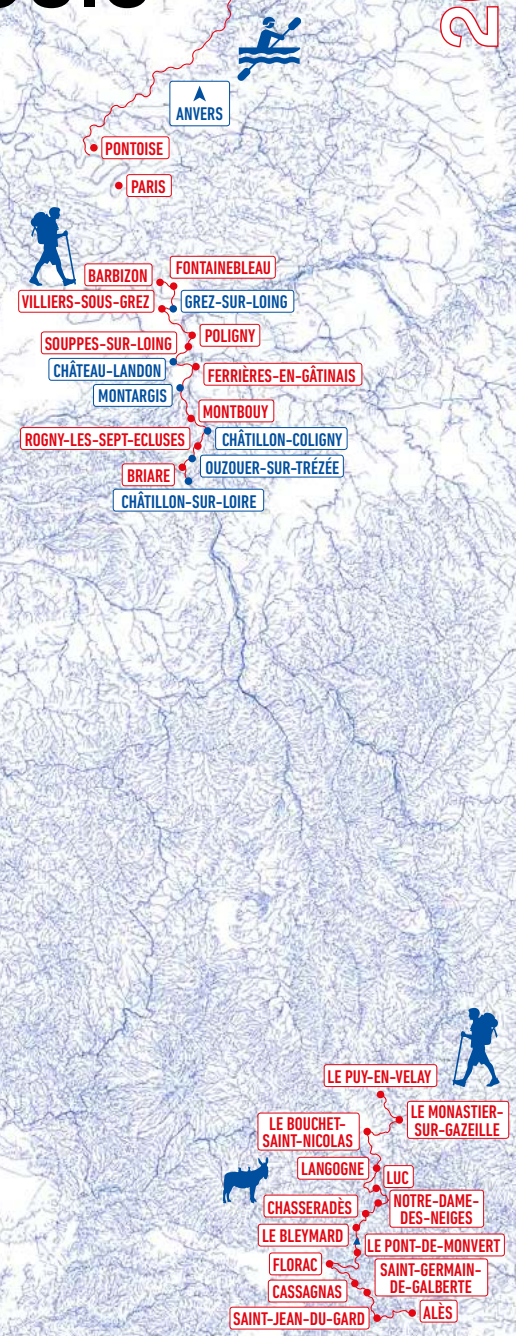 ANVERS
PONTOISE
PARIS
BARBIZON
FONTAINEBLEAU
VILLIERS-SOUS-GREZ
GREZ-SUR-LOING
POLIGNY
SOUPPES-SUR-LOING
CHÂTEAU-LANDON
FERRIÈRES-EN-GÂTINAIS
MONTARGIS
MONTBOUY
ROGNY-LES-SEPT-ECLUSES
CHÂTILLON-COLIGNY
OUZOUER-SUR-TRÉZÉE
BRIARE
CHÂTILLON-SUR-LOIRE
LE PUY-EN-VELAY
LE MONASTIER-
SUR-GAZEILLE
LE BOUCHET-
SAINT-NICOLAS
LANGOGNE
LUC
NOTRE-DAME-
DES-NEIGES
CHASSERADÈS
LE BLEYMARD
LE PONT-DE-MONVERT
FLORAC
SAINT-GERMAIN-
DE-GALBERTE
CASSAGNAS
SAINT-JEAN-DU-GARD
ALÈS